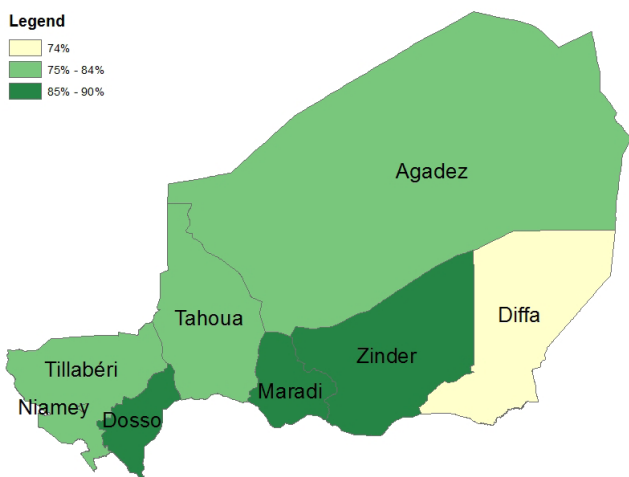 Legend
74%
75% - 84%
85% - 90%
Agadez
Diffa
Tahoua
Zinder
Tillabéri
Maradi
Niamey
Dosso